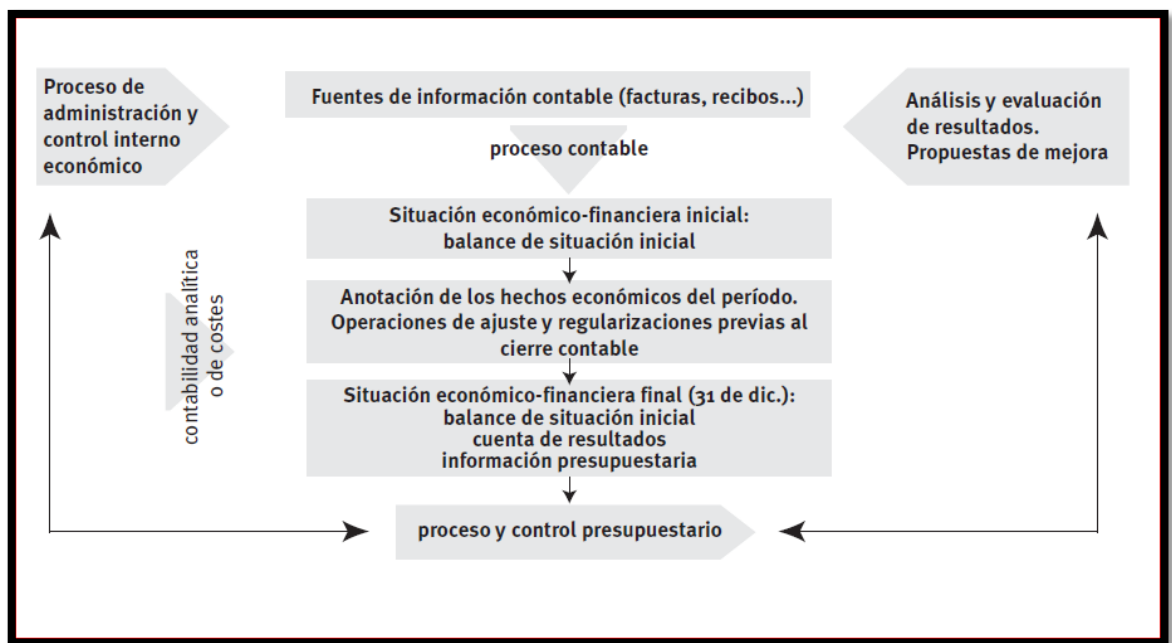 Proceso de
administración y
control interno
económico
Fuentes de información contable (facturas, recibos...)
proceso contable
Análisis y evaluación
de resultados.
Propuestas de mejora
Situación económico-financiera inicial:
balance de situación inicial
contabilidad analítica
o de costes
Anotación de los hechos económicos del período.
Operaciones de ajuste y regularizaciones previas al
cierre contable
Situación económico-financiera final (31 de dic.):
balance de situación inicial
cuenta de resultados
información presupuestaria
proceso y control presupuestario